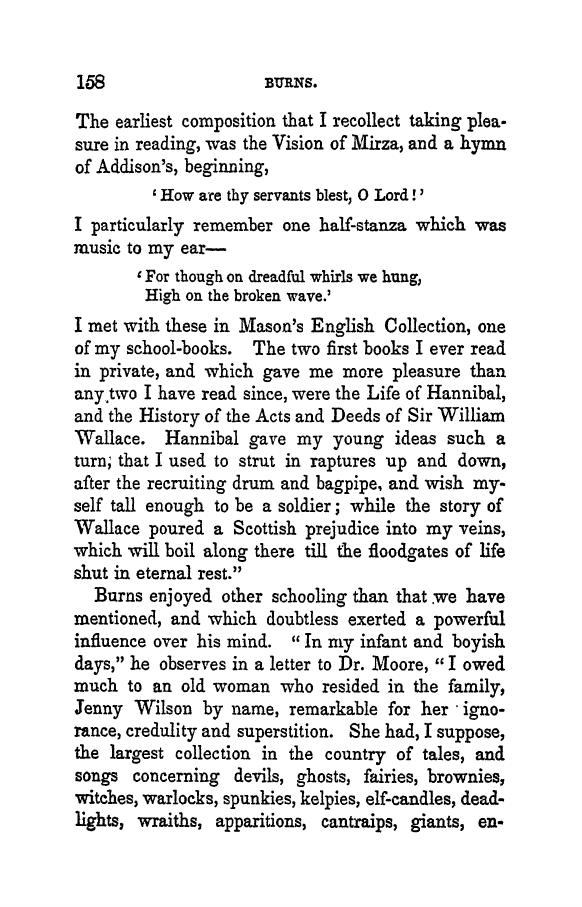 158 BURNS.
The earliest composition that I recollect taking plea-
sure in reading, was the Vision of Mirza, and a hymn
of Addison's, beginning,
‘How are thy servants blest, O Lord!’
I particularly remember one half-stanza which was
music to my ear—
‘For though on dreadful whirls we hung,
High on the broken wave.’
I met with these in Mason's English Collection, one
of my school-books. The two first books I ever read
in private, and which gave me more pleasure than
any two I have read since, were the Life of Hannibal,
and the History of the Acts and Deeds of Sir William
Wallace. Hannibal gave my young ideas such a
turn, that I used to strut in raptures up and down,
after the recruiting drum and bagpipe, and wish my-
self tall enough to be a soldier; while the story of
Wallace poured a Scottish prejudice into my veins,
which will boil along there till the floodgates of life
shut in eternal rest.”
Burns enjoyed other schooling than that we have
mentioned, and which doubtless exerted a powerful
influence over his mind. “In my infant and boyish
days,” he observes in a letter to Dr. Moore, “I owed
much to an old woman who resided in the family,
Jenny Wilson by name, remarkable for her igno-
rance, credulity and superstition. She had, I suppose,
the largest collection in the country of tales, and
songs concerning devils, ghosts, fairies, brownies,
witches, warlocks, spunkies, kelpies, elf-candles, dead-
lights, wraiths, apparitions, cantraips, giants, en-